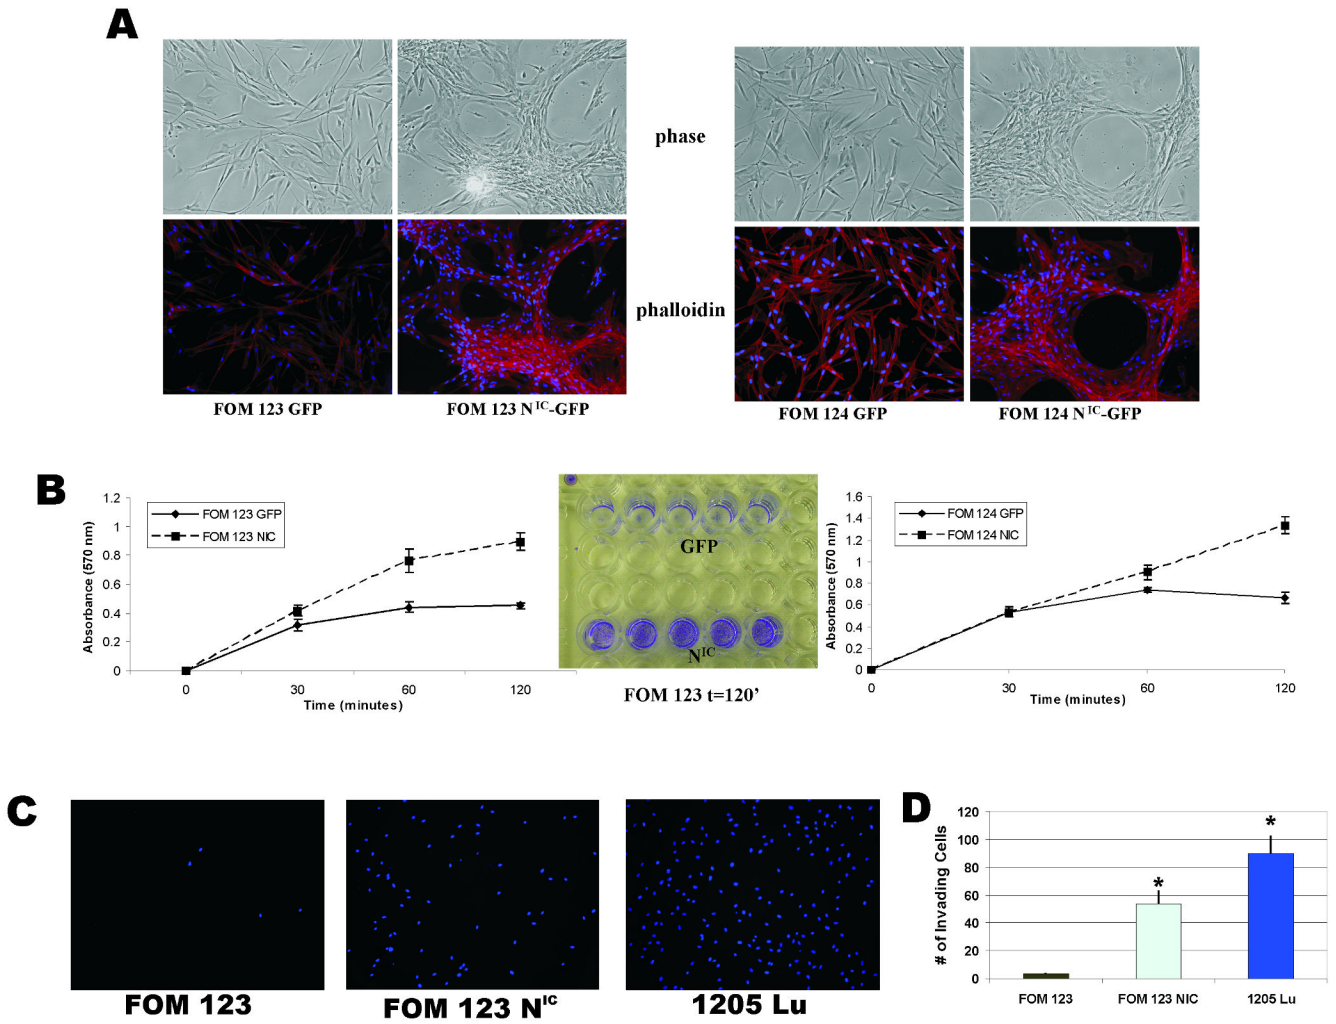 A
phase
phalloidin
FOM 123 GFP
FOM 123 N^IC-GFP
FOM 124 GFP
FOM 124 N^IC-GFP
B
1.2
1
0.8
0.6
0.4
0.2
0
Absorbance (570 nm)
FOM 123 GFP
FOM 123 NIC
0
30
60
120
Time (minutes)
GFP
N^IC
FOM 123 t=120'
1.6
1.4
1.2
1
0.8
0.6
0.4
0.2
0
Absorbance (570 nm)
FOM 124 GFP
FOM 124 NIC
0
30
60
120
Time (minutes)
C
FOM 123
FOM 123 N^IC
1205 Lu
D
120
100
80
60
40
20
0
# of Invading Cells
*
*
FOM 123
FOM 123 NIC
1205 Lu